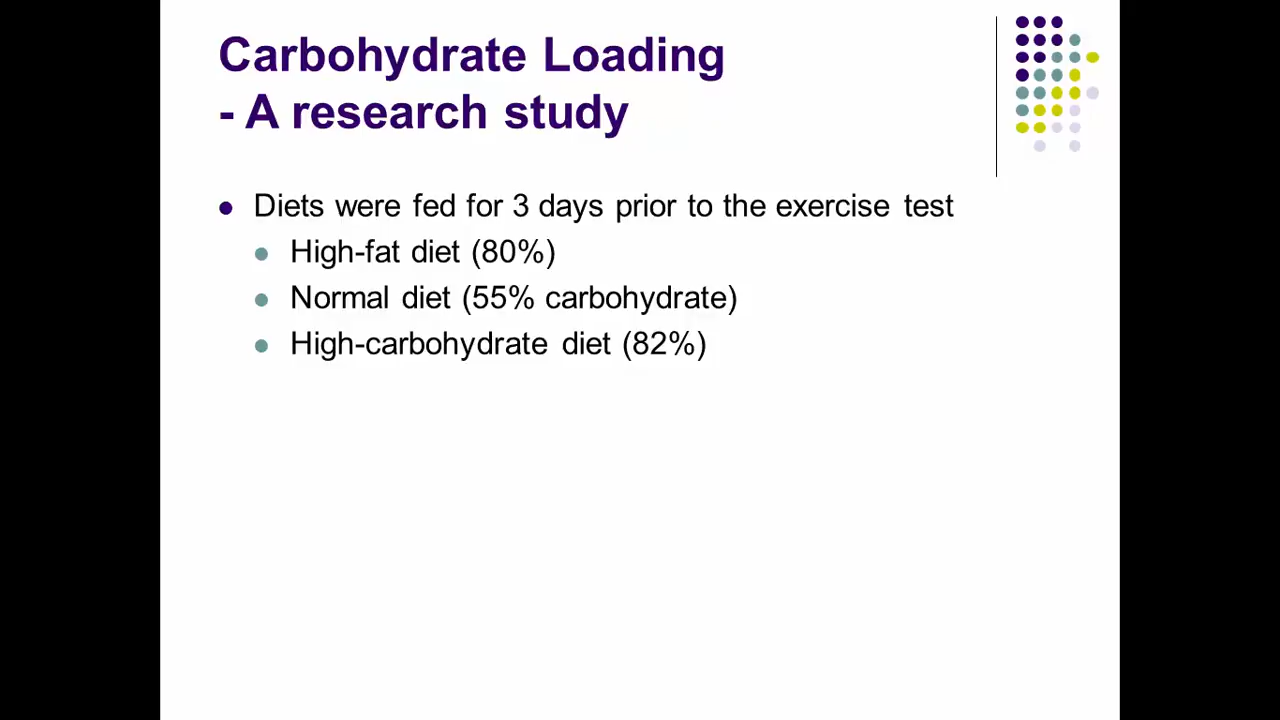 Carbohydrate Loading
- A research study
Diets were fed for 3 days prior to the exercise test
High-fat diet (80%)
Normal diet (55% carbohydrate)
High-carbohydrate diet (82%)